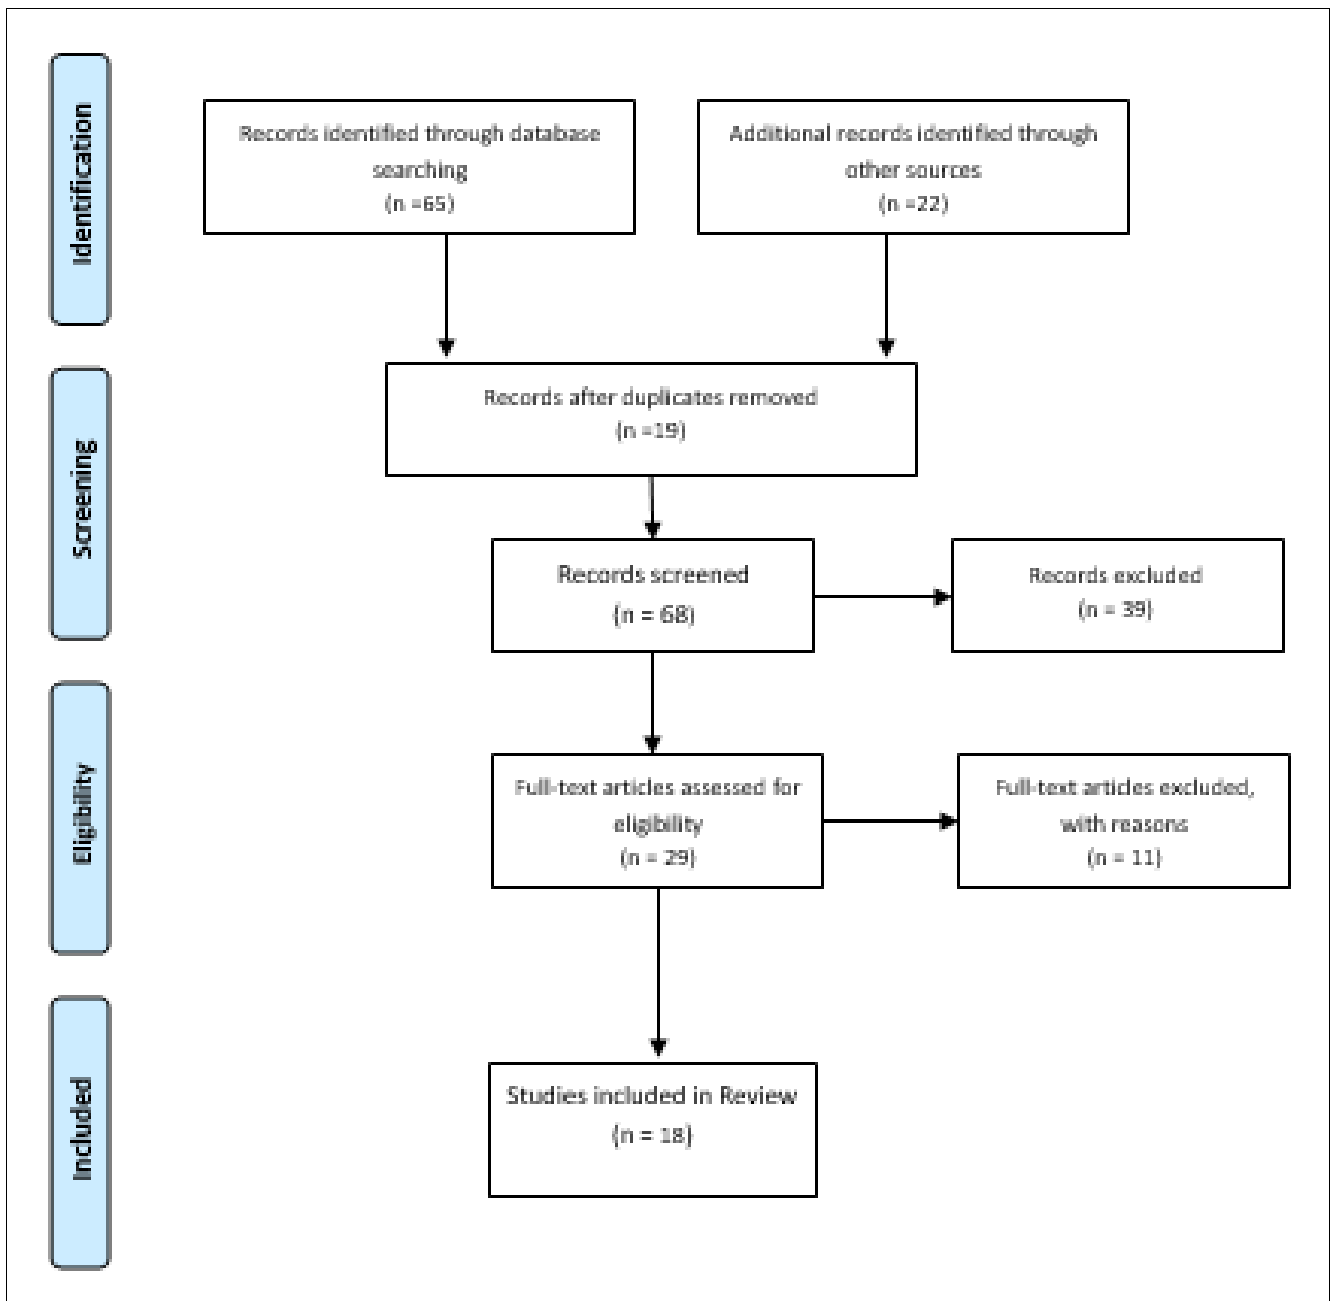 Identification
Records identified through database
searching
(n =65)
Additional records identified through
other sources
(n =22)
Screening
Records after duplicates removed
(n =19)
Records screened
(n = 68)
Records excluded
(n = 39)
Eligibility
Full-text articles assessed for
eligibility
(n = 29)
Full-text articles excluded,
with reasons
(n = 11)
Included
Studies included in Review
(n = 18)